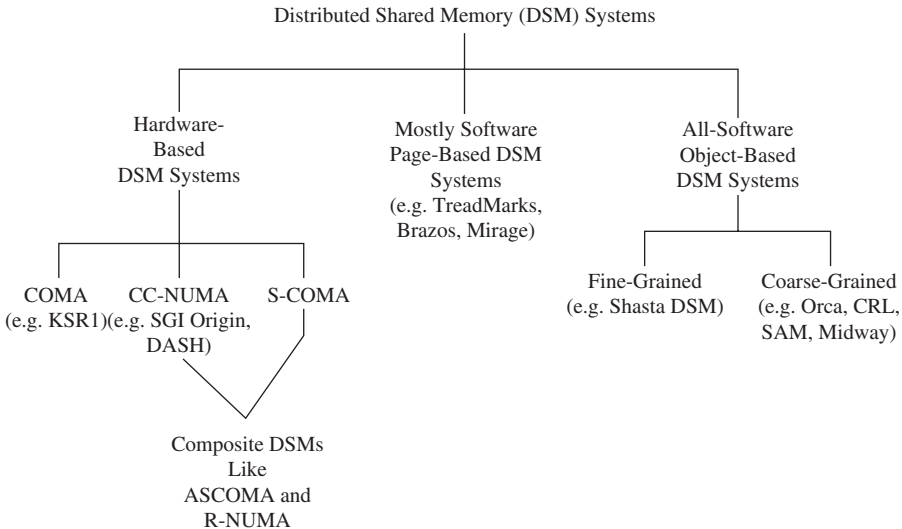 Distributed Shared Memory (DSM) Systems
Hardware-
Based
DSM Systems
Mostly Software
Page-Based DSM
Systems
(e.g. TreadMarks,
Brazos, Mirage)
All-Software
Object-Based
DSM Systems
COMA
(e.g. KSR1)
CC-NUMA
(e.g. SGI Origin,
DASH)
S-COMA
Fine-Grained
(e.g. Shasta DSM)
Coarse-Grained
(e.g. Orca, CRL,
SAM, Midway)
Composite DSMs
Like
ASCOMA and
R-NUMA